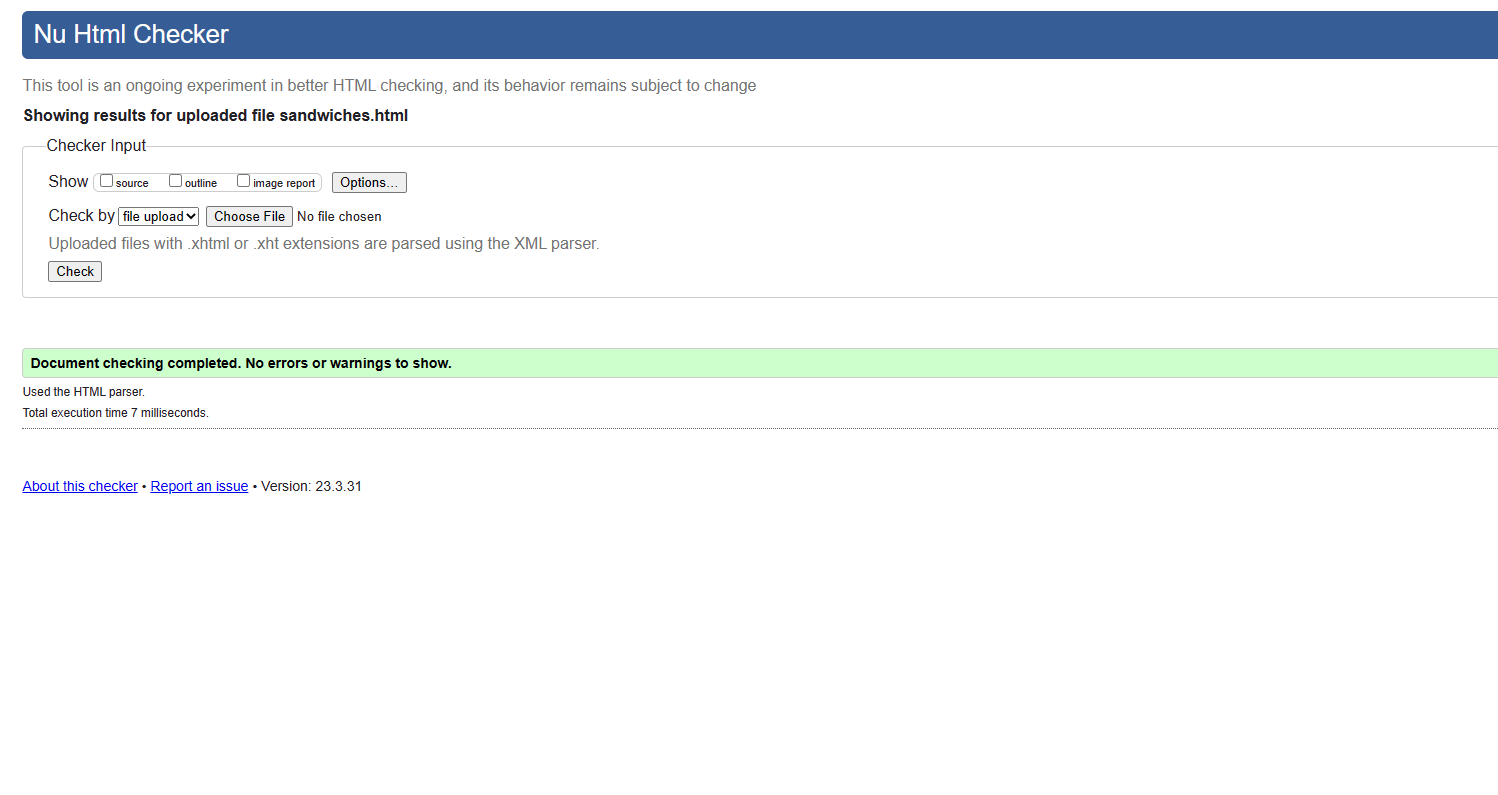 Nu Html Checker
This tool is an ongoing experiment in better HTML checking, and its behavior remains subject to change
Showing results for uploaded file sandwiches.html
Checker Input
Show source outline image report Options...
Check by file upload Choose File No file chosen
Uploaded files with .xhtml or .xht extensions are parsed using the XML parser.
Check
Document checking completed. No errors or warnings to show.
Used the HTML parser.
Total execution time 7 milliseconds.
About this checker • Report an issue • Version: 23.3.31